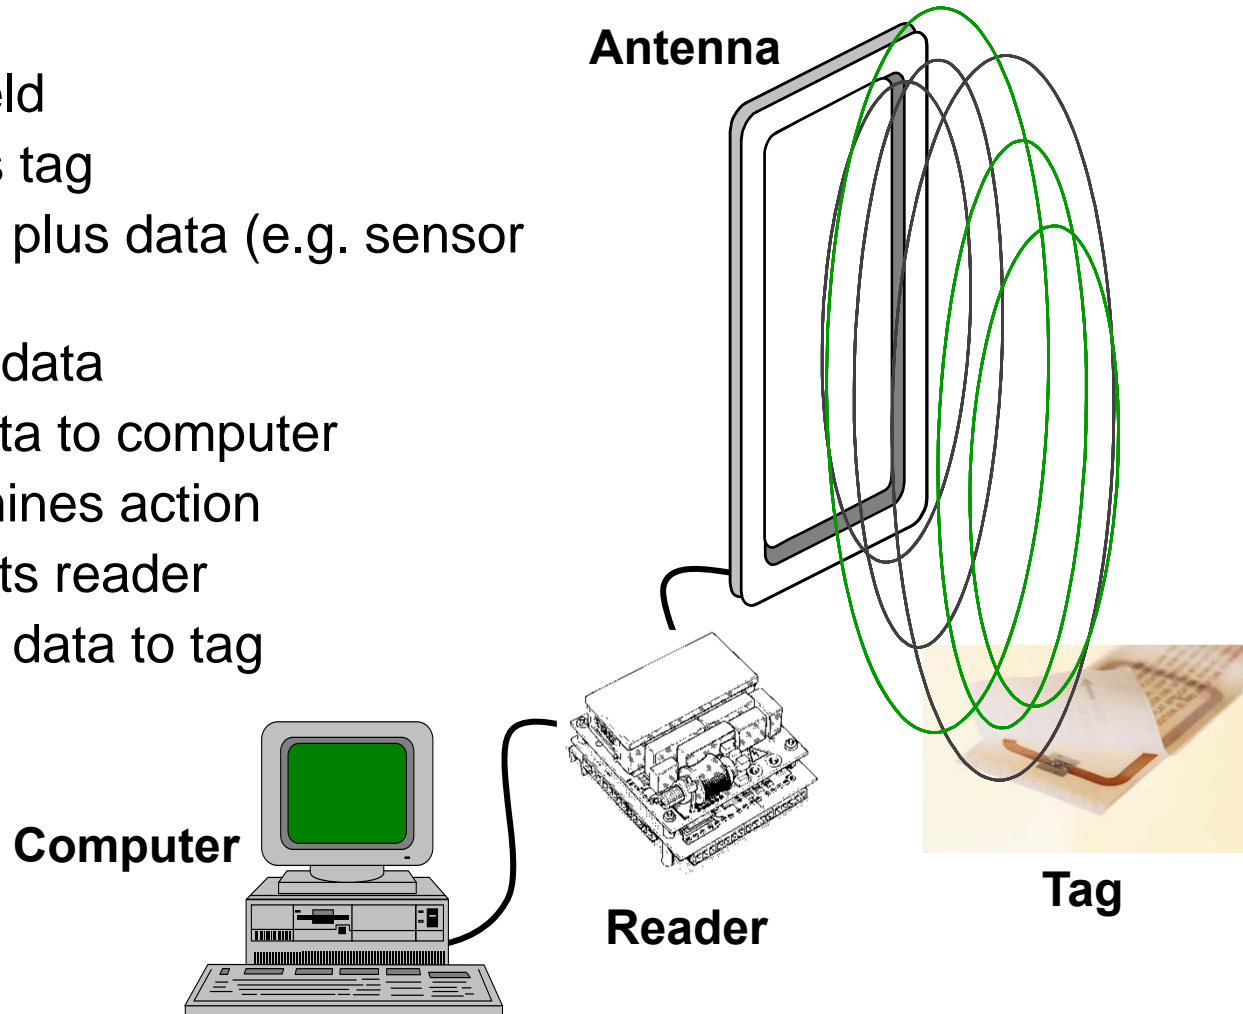 Antenna
eld
s tag
plus data (e.g. sensor
data
ta to computer
nines action
ts reader
data to tag
Computer
Reader
Tag